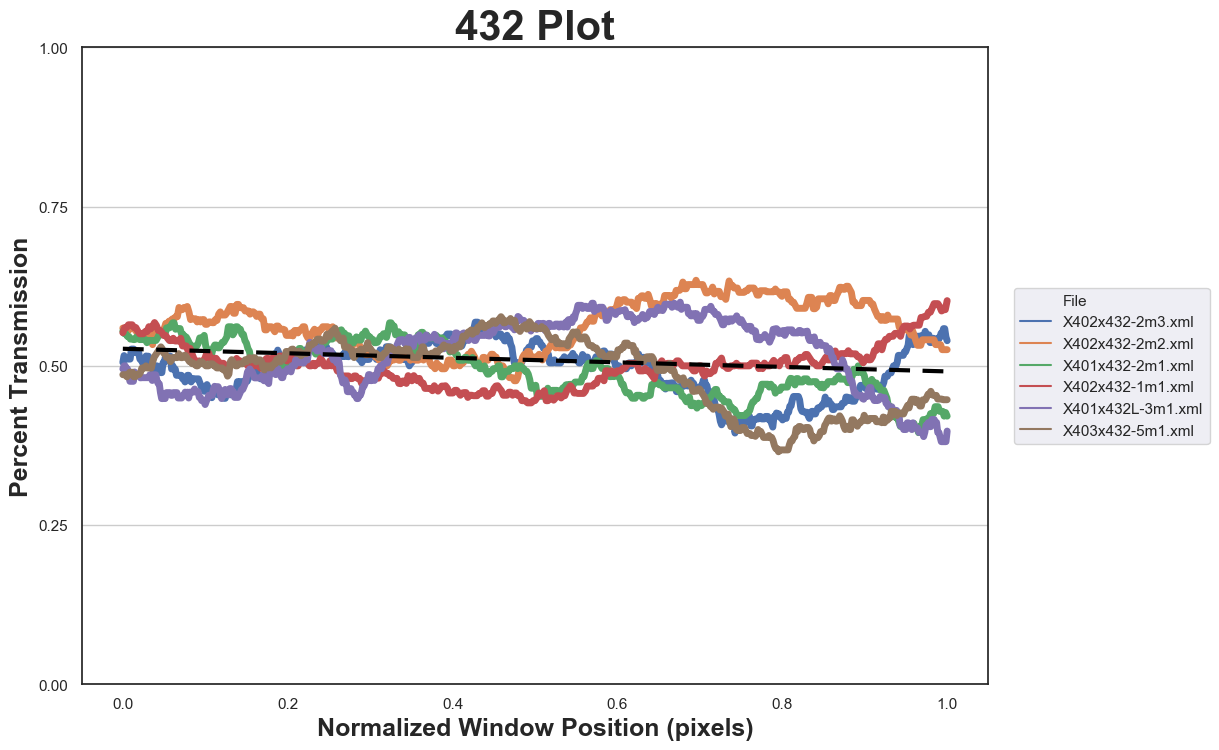 432 Plot
Percent Transmission
1.00
0.75
0.50
0.25
0.00
0.0 0.2 0.4 0.6 0.8 1.0
Normalized Window Position (pixels)
File
X402x432-2m3.xml
X402x432-2m2.xml
X401x432-2m1.xml
X402x432-1m1.xml
X401x432L-3m1.xml
X403x432-5m1.xml